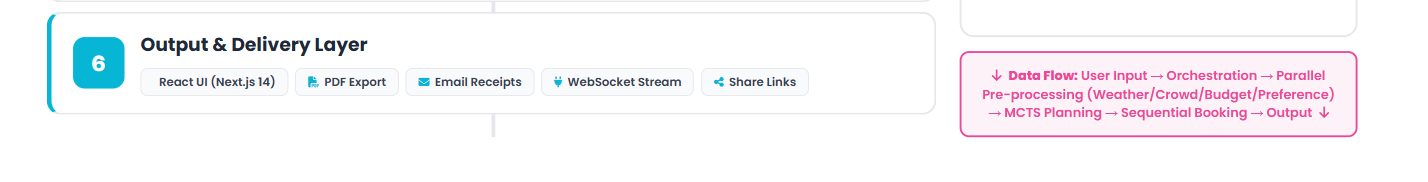 6
Output & Delivery Layer
React UI (Next.js 14) PDF Export Email Receipts WebSocket Stream Share Links
↓ Data Flow: User Input → Orchestration → Parallel
Pre-processing (Weather/Crowd/Budget/Preference)
→ MCTS Planning → Sequential Booking → Output ↓